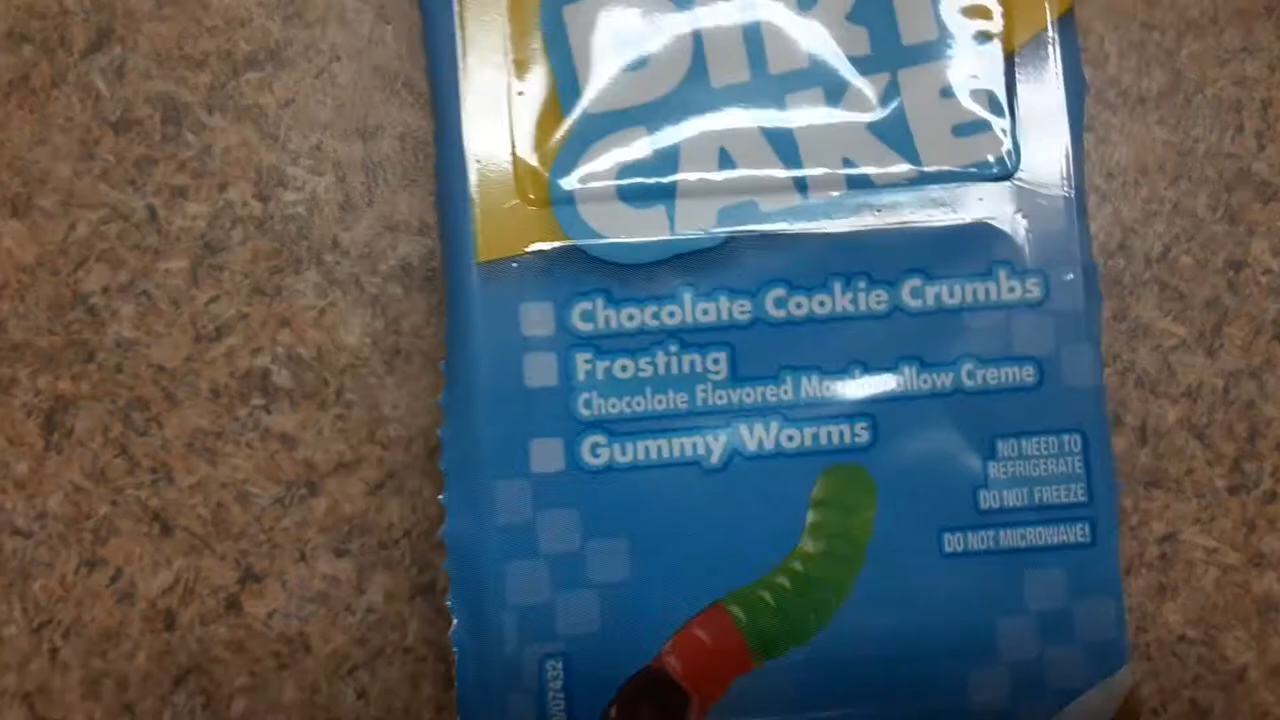 DIRT
CAKE
Chocolate Cookie Crumbs
Frosting
Chocolate Flavored Marshmallow Creme
Gummy Worms
NO NEED TO
REFRIGERATE
DO NOT FREEZE
DO NOT MICROWAVE!
/07432